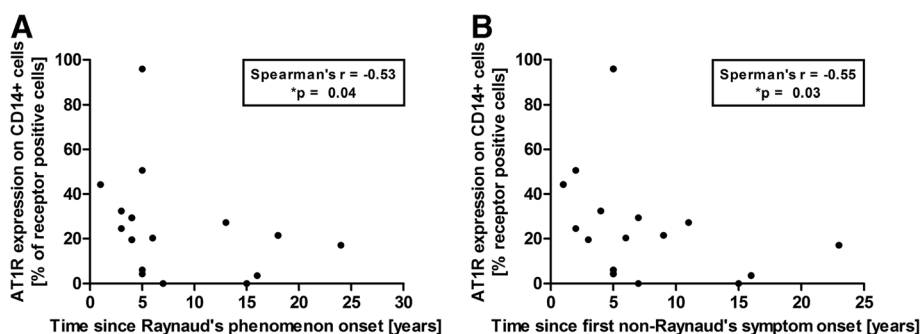 A
AT1R expression on CD14+ cells
[% of receptor positive cells]
100
80
60
40
20
0
Spearman's r = -0.53
*p = 0.04
0 5 10 15 20 25 30
Time since Raynaud's phenomenon onset [years]
B
AT1R expression on CD14+ cells
[% receptor positive cells]
100
80
60
40
20
0
Sperman's r = -0.55
*p = 0.03
0 5 10 15 20 25
Time since first non-Raynaud's symptom onset [years]